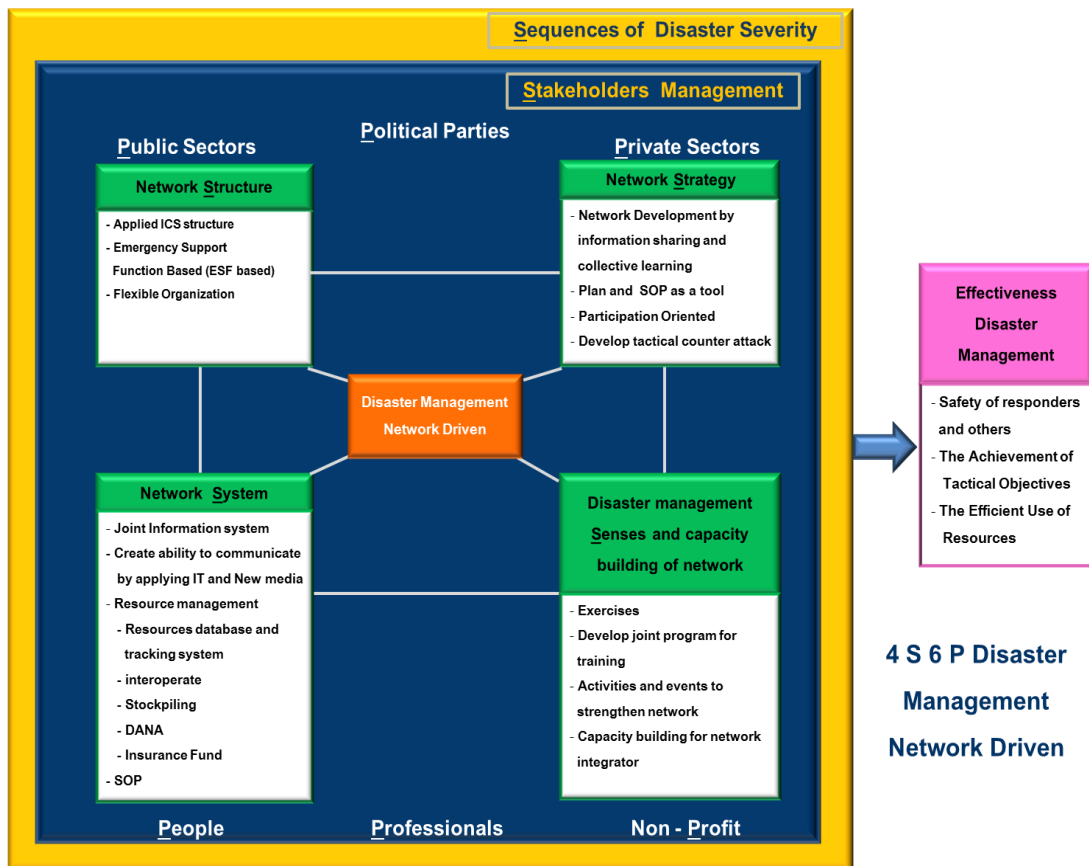 Sequences of Disaster Severity
Stakeholders Management
Political Parties
Public Sectors
Private Sectors
Network Structure
- Applied ICS structure
- Emergency Support
Function Based (ESF based)
- Flexible Organization
Network Strategy
- Network Development by
information sharing and
collective learning
- Plan and SOP as a tool
- Participation Oriented
- Develop tactical counter attack
Disaster Management
Network Driven
Network System
- Joint Information system
- Create ability to communicate
by applying IT and New media
- Resource management
- Resources database and
tracking system
- interoperate
- Stockpiling
- DANA
- Insurance Fund
- SOP
Disaster management
Senses and capacity
building of network
- Exercises
- Develop joint program for
training
- Activities and events to
strengthen network
- Capacity building for network
integrator
People
Professionals
Non - Profit
Effectiveness
Disaster
Management
- Safety of responders
and others
- The Achievement of
Tactical Objectives
- The Efficient Use of
Resources
4 S 6 P Disaster
Management
Network Driven